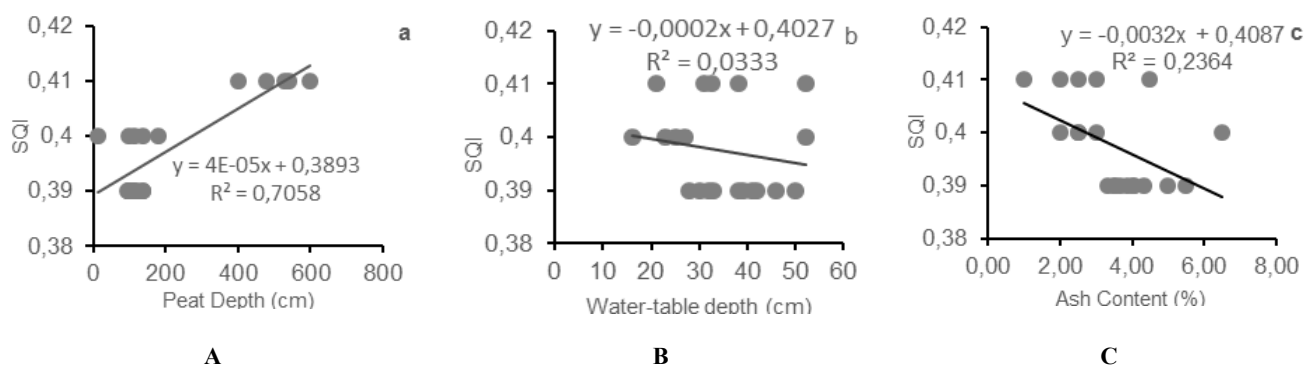 0,42
0,41
0,4
0,39
0,38
SQI
a
y = 4E-05x + 0,3893
R² = 0,7058
0 200 400 600 800
Peat Depth (cm)
A
0,42
0,41
0,4
0,39
0,38
SQI
y = -0,0002x + 0,4027
b
R² = 0,0333
0 10 20 30 40 50 60
Water-table depth (cm)
B
0,42
0,41
0,40
0,39
0,38
SQI
y = -0,0032x + 0,4087 c
R² = 0,2364
0,00 2,00 4,00 6,00 8,00
Ash Content (%)
C